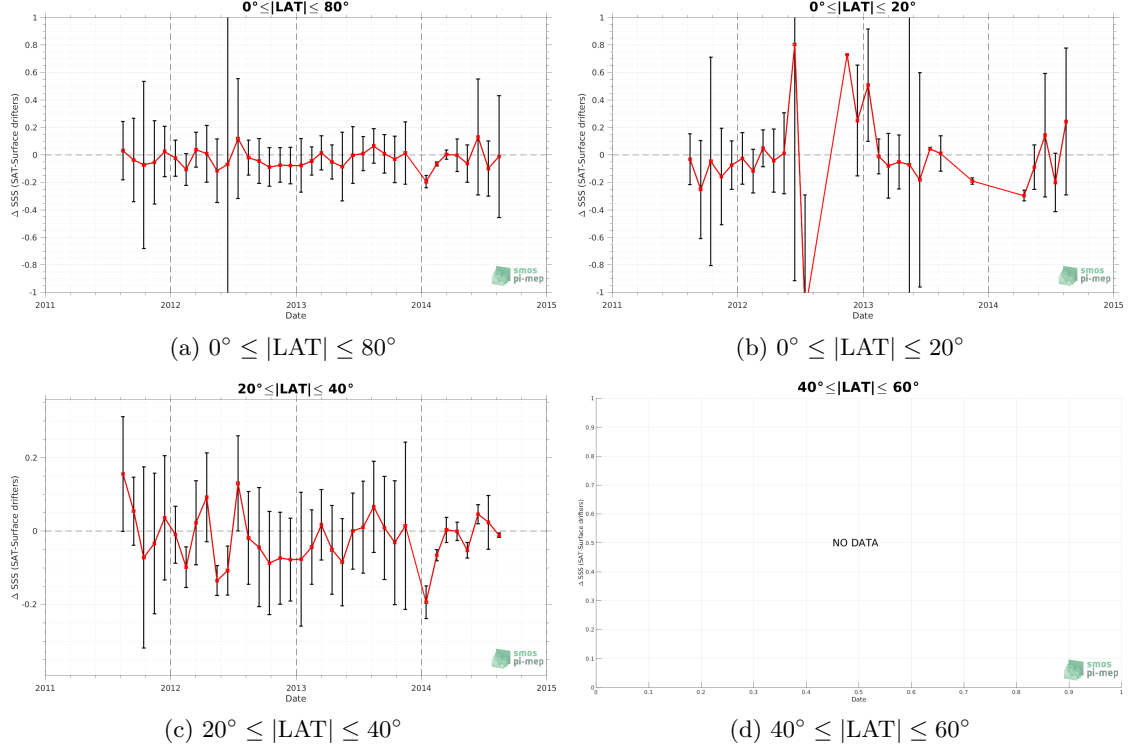 0°≤|LAT|≤ 80°
1
0.8
0.6
0.4
0.2
0
-0.2
-0.4
-0.6
-0.8
-1
Δ SSS (SAT-Surface drifters)
2011
2012
2013
2014
2015
Date
smos
pi-mep
(a) 0° ≤ |LAT| ≤ 80°
0°≤|LAT|≤ 20°
1
0.8
0.6
0.4
0.2
0
-0.2
-0.4
-0.6
-0.8
-1
Δ SSS (SAT-Surface drifters)
2011
2012
2013
2014
2015
Date
smos
pi-mep
(b) 0° ≤ |LAT| ≤ 20°
20°≤|LAT|≤ 40°
0.2
0
-0.2
Δ SSS (SAT-Surface drifters)
2011
2012
2013
2014
2015
Date
smos
pi-mep
(c) 20° ≤ |LAT| ≤ 40°
40°≤|LAT|≤ 60°
1
0.9
0.8
0.7
0.6
0.5
0.4
0.3
0.2
0.1
0
Δ SSS (SAT-Surface drifters)
NO DATA
0
0.1
0.2
0.3
0.4
0.5
0.6
0.7
0.8
0.9
1
Date
smos
pi-mep
(d) 40° ≤ |LAT| ≤ 60°